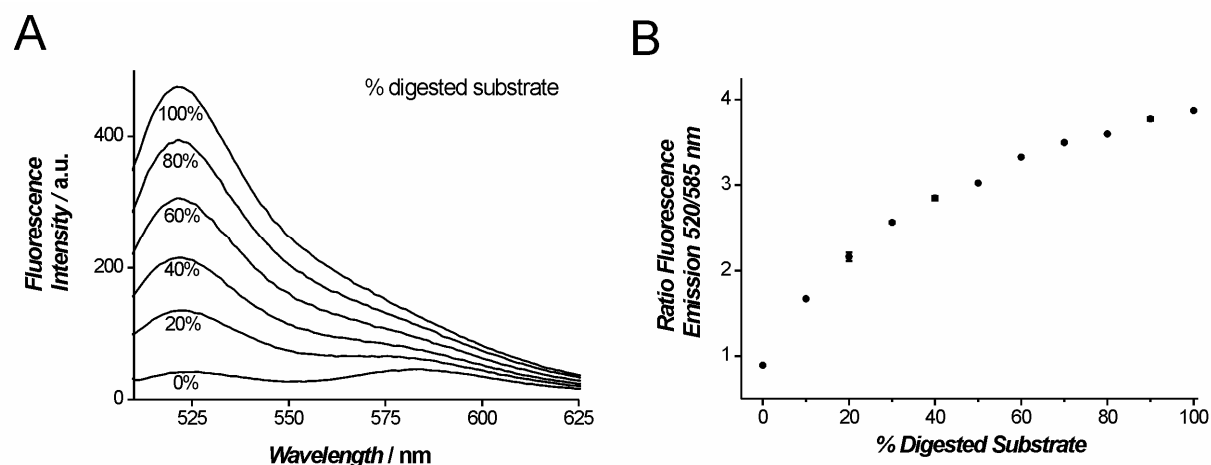 A
% digested substrate
Fluorescence
Intensity / a.u.
400
200
0
100%
80%
60%
40%
20%
0%
525
550
575
600
625
Wavelength / nm
B
Ratio Fluorescence
Emission 520/585 nm
4
3
2
1
0
20
40
60
80
100
% Digested Substrate